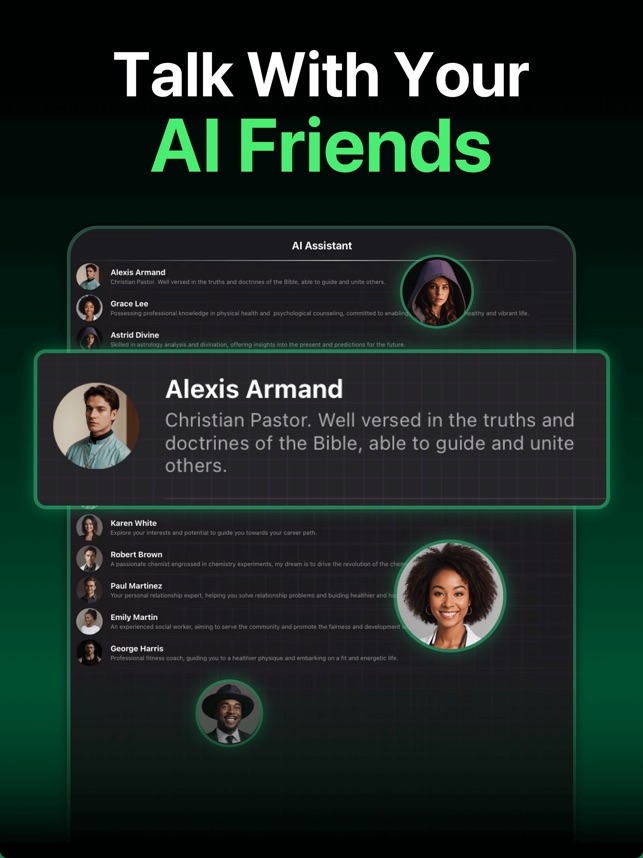 Talk With Your
AI Friends
AI Assistant
Alexis Armand
Christian Pastor. Well versed in the truths and doctrines of the Bible, able to guide and unite others.
Grace Lee
Possessing professional knowledge in physical health and psychological counseling, committed to enabling ealthy and vibrant life.
Astrid Divine
Skilled in astrology analysis and divination, offering insights into the present and predictions for the future.
Alexis Armand
Christian Pastor. Well versed in the truths and
doctrines of the Bible, able to guide and unite
others.
Karen White
Explore your interests and potential to guide you towards your career path.
Robert Brown
A passionate chemist engrossed in chemistry experiments, my dream is to drive the revolution of the chem
Paul Martinez
Your personal relationship expert, helping you solve relationship problems and buiding healthier and ha
Emily Martin
An experienced social worker, aiming to serve the community and promote the fairness and development
George Harris
Professional fitness coach, guiding you to a healthier physique and embarking on a fit and energetic life.